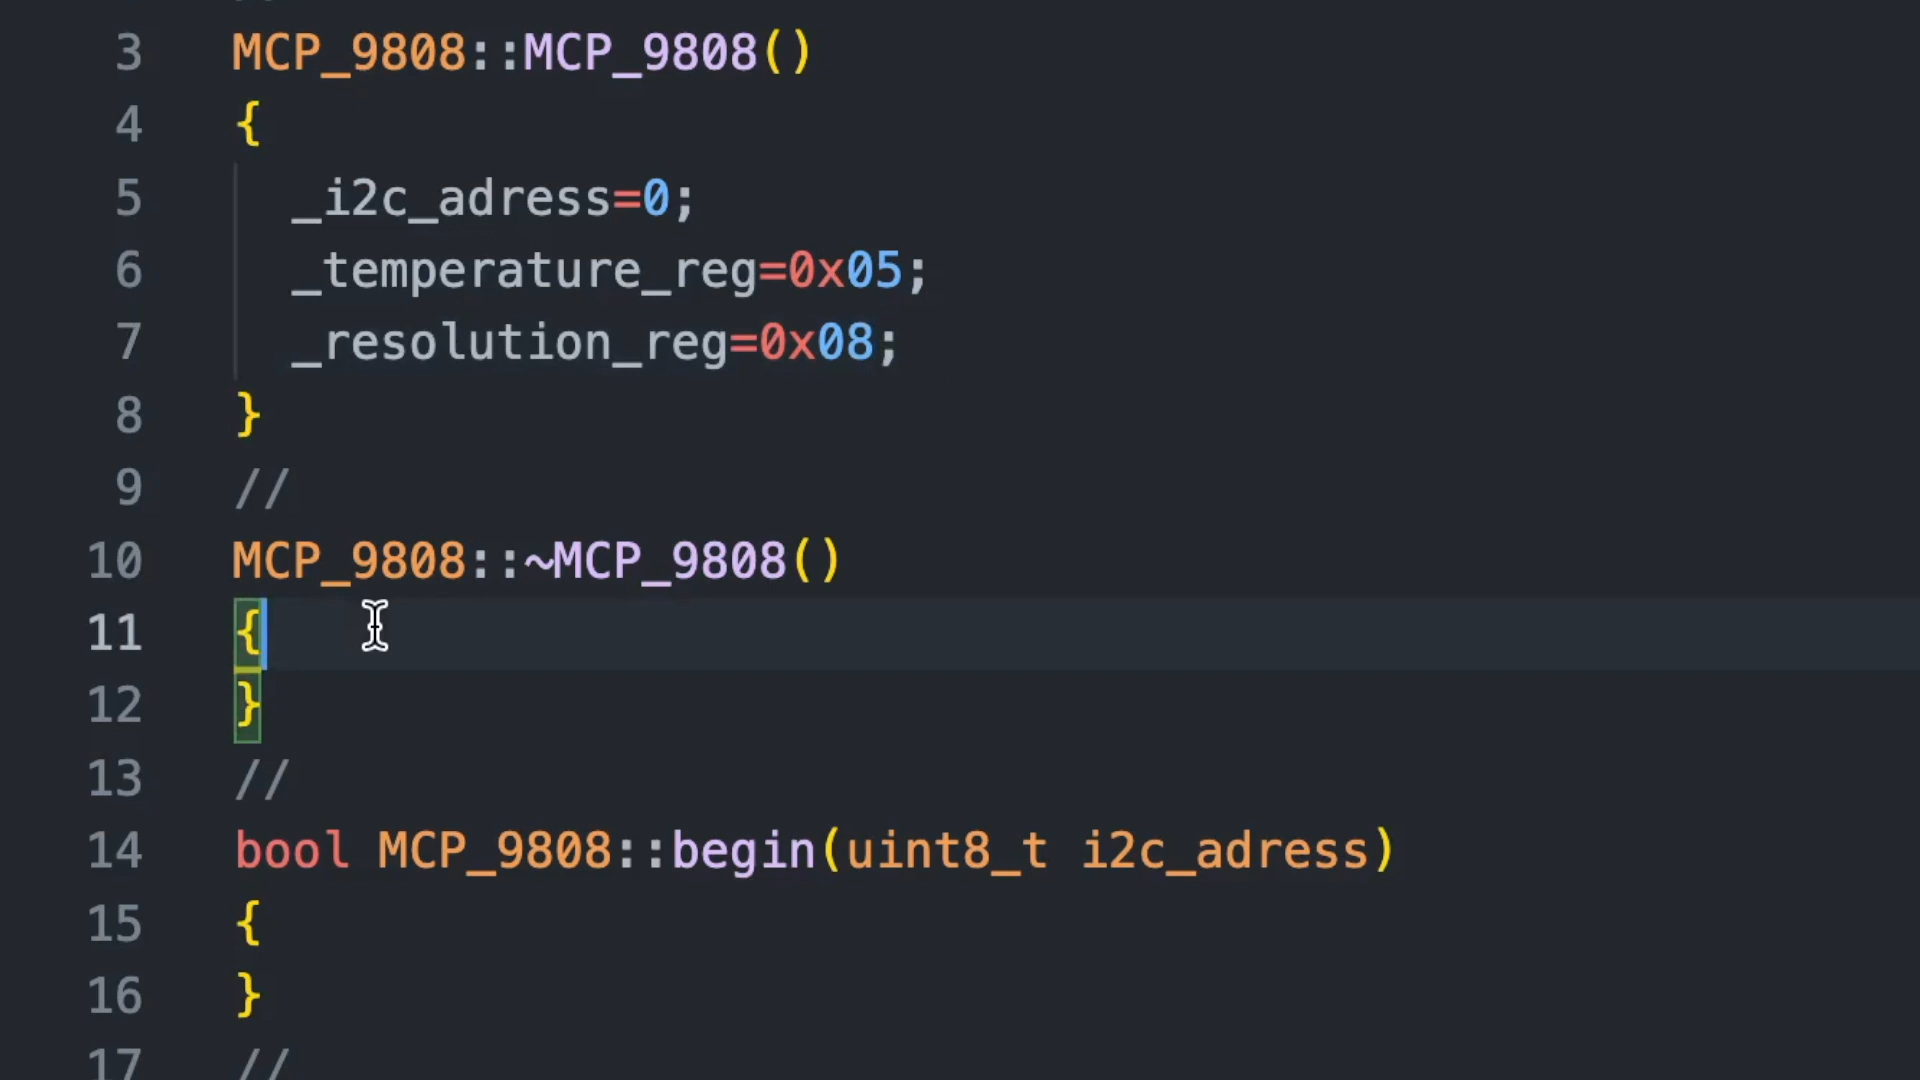 3 MCP_9808::MCP_9808()
4 {
5 _i2c_adress=0;
6 _temperature_reg=0x05;
7 _resolution_reg=0x08;
8 }
9 //
10 MCP_9808::~MCP_9808()
11 {
12 }
13 //
14 bool MCP_9808::begin(uint8_t i2c_adress)
15 {
16 }
17 //